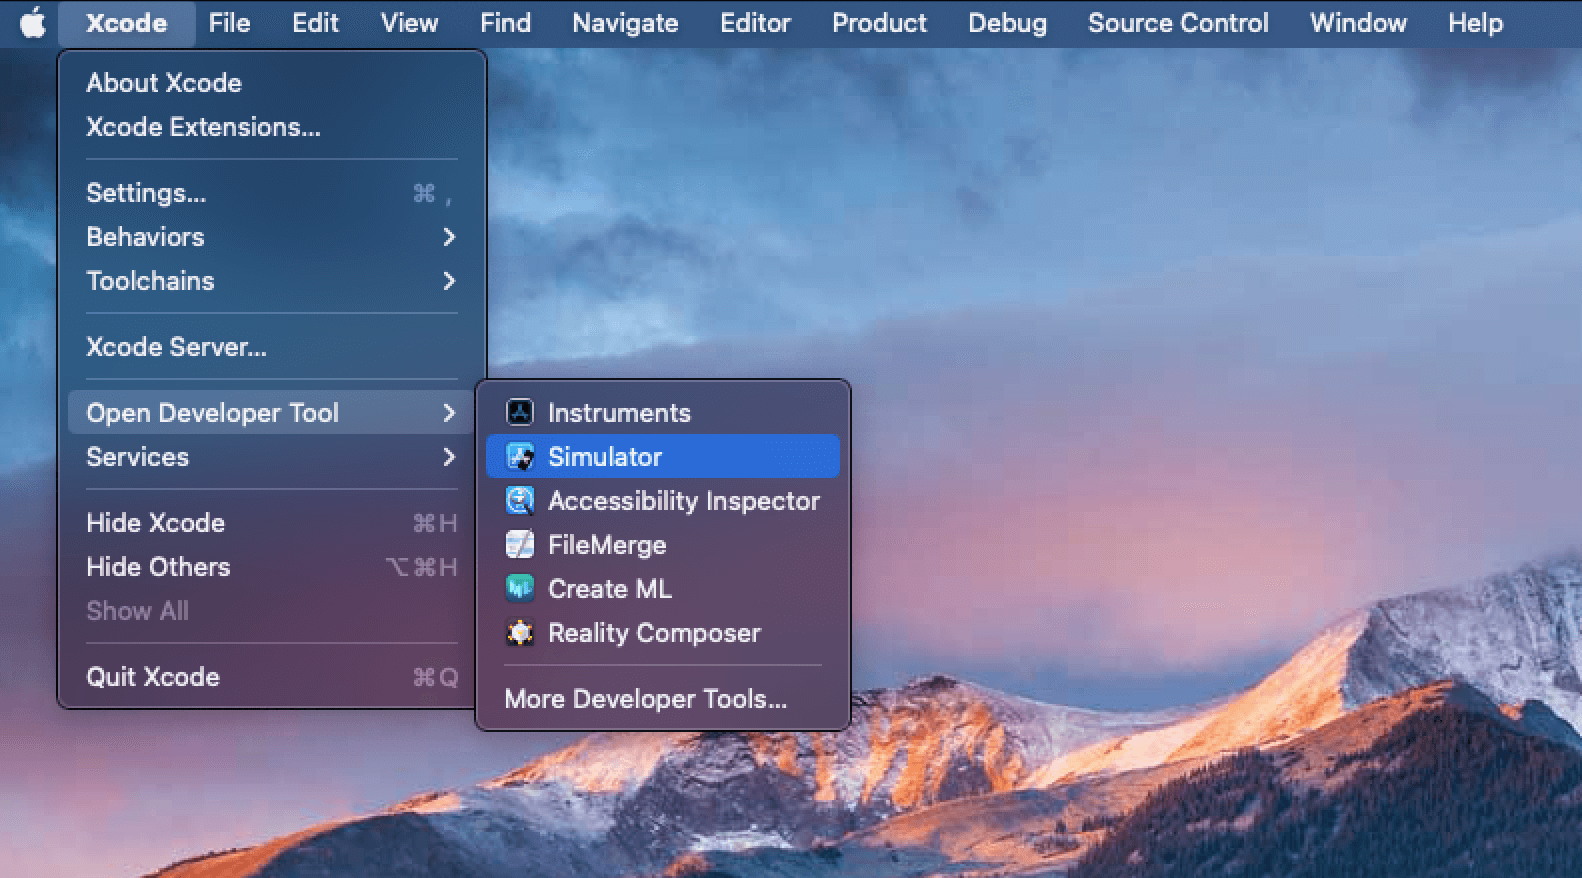 Xcode File Edit View Find Navigate Editor Product Debug Source Control Window Help
About Xcode
Xcode Extensions...
Settings... ⌘ ,
Behaviors
Toolchains
Xcode Server...
Open Developer Tool
Services
Hide Xcode ⌘H
Hide Others ⌥⌘H
Show All
Quit Xcode ⌘Q
Instruments
Simulator
Accessibility Inspector
FileMerge
Create ML
Reality Composer
More Developer Tools...